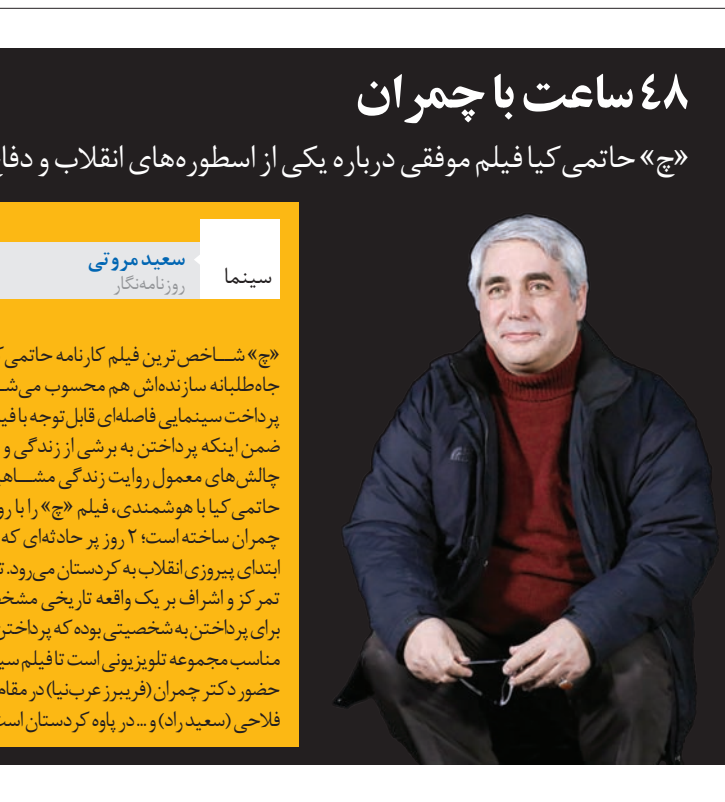 ۴۸ ساعت با چمران
«چ» حاتمی‌کیا فیلم موفقی درباره یکی از اسطوره‌های انقلاب و
سینما
سعید مروتی
روزنامه‌نگار
«چ» شــاخص‌ترین فیلم کارنامه
جاه‌طلبانه سازنده‌اش هم محسوب
پرداخت سینمایی فاصله‌ای قابل توجه با
ضمن اینکه پرداختن به برشی از زندگی و
چالش‌های معمول روایت زندگی
حاتمی‌کیا با هوشمندی، فیلم «چ» را با
چمران ساخته است؛ ۲ روز پر حادثه‌ای که
ابتدای پیروزی انقلاب به کردستان می‌رود.
تمرکز و اشراف بر یک واقعه تاریخی
برای پرداختن به شخصیتی بوده که
مناسب مجموعه تلویزیونی است تا فیلم
حضور دکتر چمران (فریبرز عرب‌نیا) در
فلاحی (سعید راد) و ... در پاوه کردستان